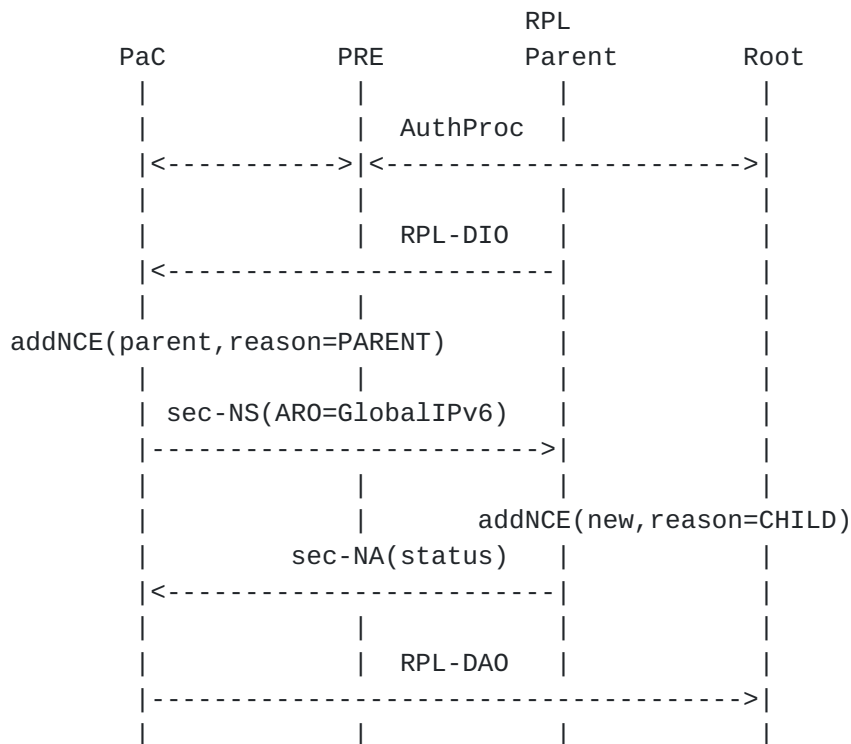 RPL
PaC PRE Parent Root
| | | |
| | AuthProc | |
|<----------->|<----------------------->|
| | | |
| | RPL-DIO | |
|<-------------------------| |
| | | |
addNCE(parent,reason=PARENT) | |
| | | |
| sec-NS(ARO=GlobalIPv6) | |
|------------------------->| |
| | | |
| | addNCE(new,reason=CHILD)
| sec-NA(status) | |
|<-------------------------| |
| | | |
| | RPL-DAO | |
|-------------------------------------->|
| | | |